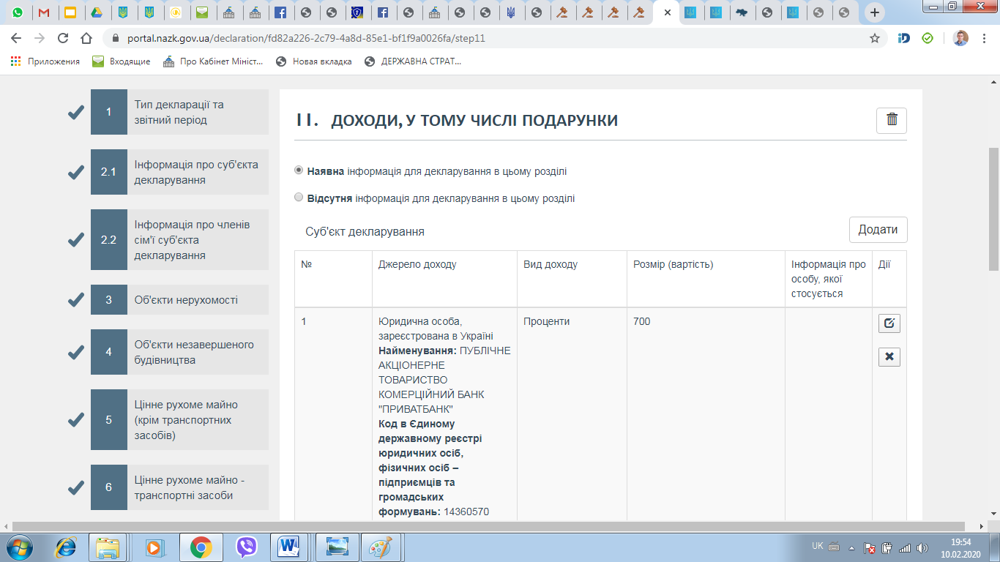 portal.nazk.gov.ua/declaration/fd82a226-2c79-4a8d-85e1-bf1f9a0026fa/step11
Приложения
Входящие
Про Кабінет Мініст...
Новая вкладка
ДЕРЖАВНА СТРАТ...
1
Тип декларації та
звітний період
2.1
Інформація про суб'єкта
декларування
2.2
Інформація про членів
сім'ї суб'єкта
декларування
3
Об'єкти нерухомості
4
Об'єкти незавершеного
будівництва
5
Цінне рухоме майно
(крім транспортних
засобів)
6
Цінне рухоме майно -
транспортні засоби
11. ДОХОДИ, У ТОМУ ЧИСЛІ ПОДАРУНКИ
Наявна інформація для декларування в цьому розділі
Відсутня інформація для декларування в цьому розділі
Суб'єкт декларування
Додати
№
Джерело доходу
Вид доходу
Розмір (вартість)
Інформація про
особу, якої
стосується
Дії
1
Юридична особа,
зареєстрована в Україні
Найменування: ПУБЛІЧНЕ
АКЦІОНЕРНЕ
ТОВАРИСТВО
КОМЕРЦІЙНИЙ БАНК
"ПРИВАТБАНК"
Код в Єдиному
державному реєстрі
юридичних осіб,
фізичних осіб –
підприємців та
громадських
формувань: 14360570
Проценти
700
UK
19:54
10.02.2020